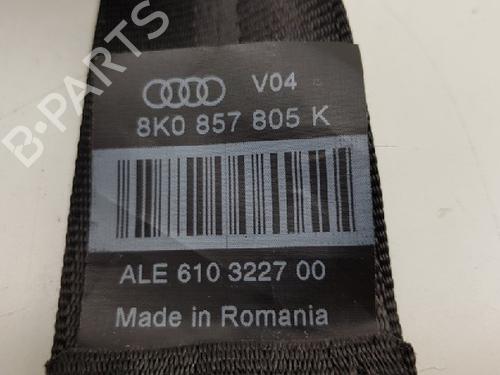 V04
8K0 857 805 K
ALE 610 3227 00
Made in Romania
B-PARTS